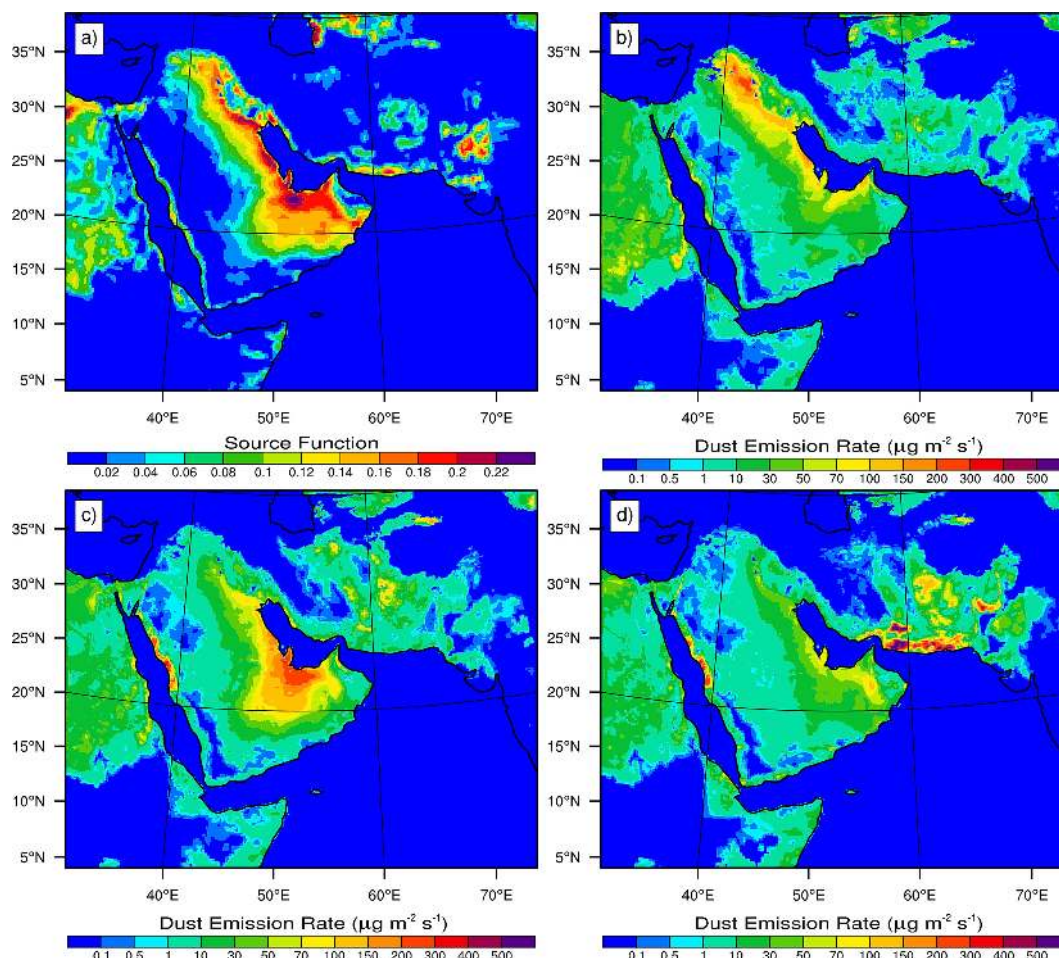 a)
35°N
30°N
25°N
20°N
15°N
10°N
5°N
40°E 50°E 60°E 70°E
Source Function
0.02 0.04 0.06 0.08 0.1 0.12 0.14 0.16 0.18 0.2 0.22
b)
35°N
30°N
25°N
20°N
15°N
10°N
5°N
40°E 50°E 60°E 70°E
Dust Emission Rate (μg m⁻² s⁻¹)
0.1 0.5 1 10 30 50 70 100 150 200 300 400 500
c)
35°N
30°N
25°N
20°N
15°N
10°N
5°N
40°E 50°E 60°E 70°E
Dust Emission Rate (μg m⁻² s⁻¹)
0.1 0.5 1 10 30 50 70 100 150 200 300 400 500
d)
35°N
30°N
25°N
20°N
15°N
10°N
5°N
40°E 50°E 60°E 70°E
Dust Emission Rate (μg m⁻² s⁻¹)
0.1 0.5 1 10 30 50 70 100 150 200 300 400 500